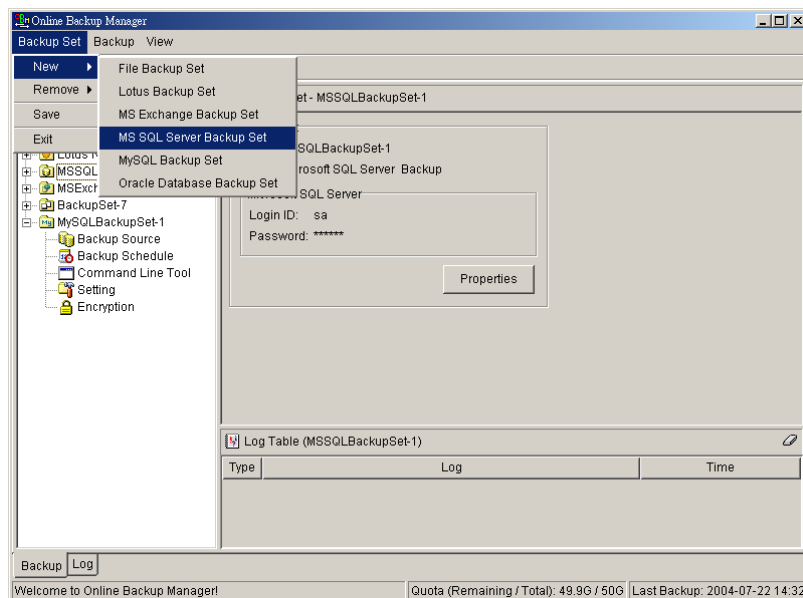 Online Backup Manager
Backup Set Backup View
New
Remove
Save
Exit
File Backup Set
Lotus Backup Set
MS Exchange Backup Set
MS SQL Server Backup Set
MySQL Backup Set
Oracle Database Backup Set
et - MSSQLBackupSet-1
SQLBackupSet-1
rosoft SQL Server Backup
Microsoft SQL Server
Login ID: sa
Password: ******
Properties
Lotus N
MSSQL
MSExch
BackupSet-7
MySQLBackupSet-1
Backup Source
Backup Schedule
Command Line Tool
Setting
Encryption
Log Table (MSSQLBackupSet-1)
Type Log Time
Backup Log
Welcome to Online Backup Manager! Quota (Remaining / Total): 49.9G / 50G Last Backup: 2004-07-22 14:32